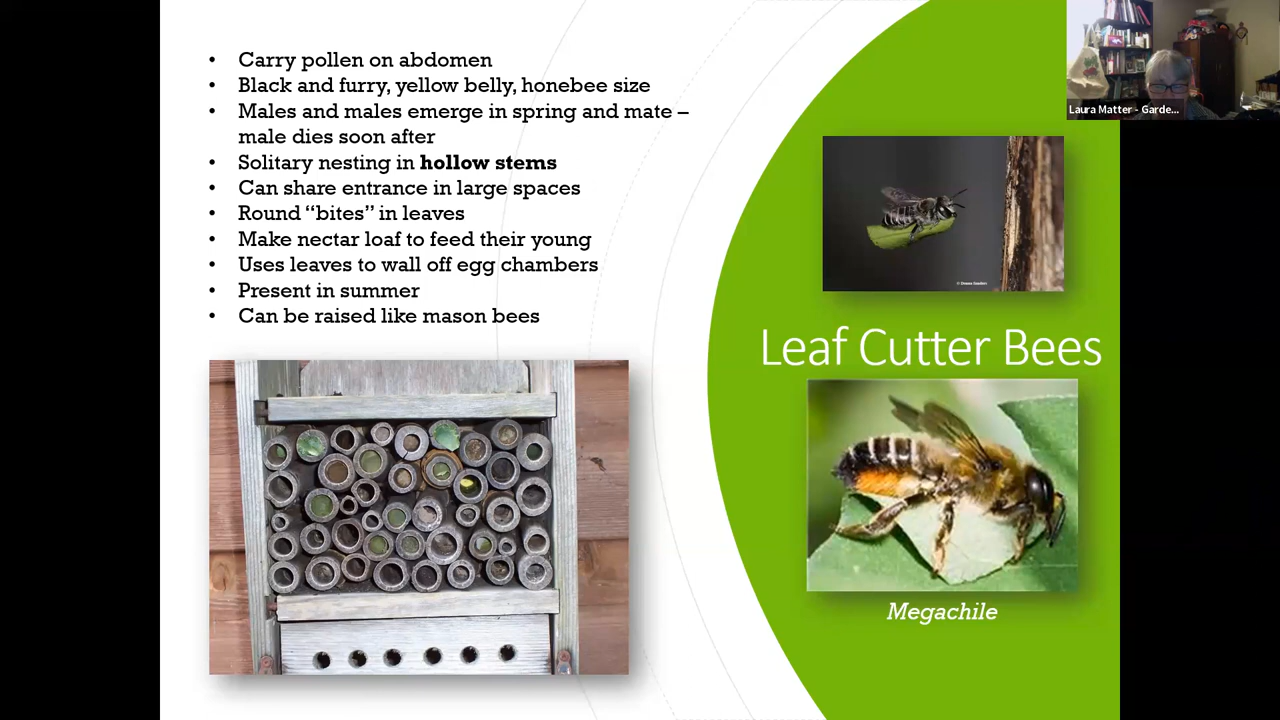 • Carry pollen on abdomen
• Black and furry, yellow belly, honebee size
• Males and males emerge in spring and mate –
male dies soon after
• Solitary nesting in hollow stems
• Can share entrance in large spaces
• Round “bites” in leaves
• Make nectar loaf to feed their young
• Uses leaves to wall off egg chambers
• Present in summer
• Can be raised like mason bees
Laura Matter - Garde...
Leaf Cutter Bees
Megachile